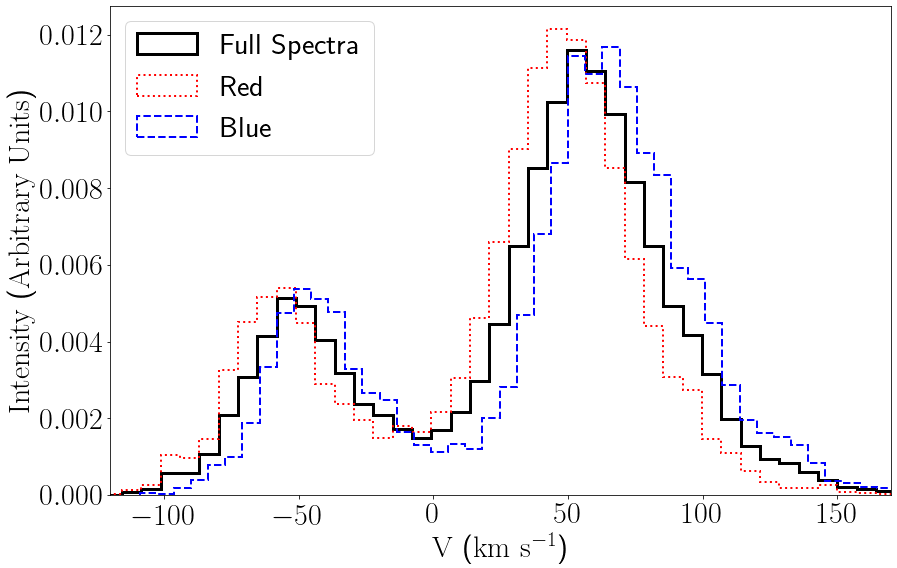 Full Spectra
Red
Blue
Intensity (Arbitrary Units)
0.012
0.010
0.008
0.006
0.004
0.002
0.000
−100
−50
0
50
100
150
V (km s⁻¹)